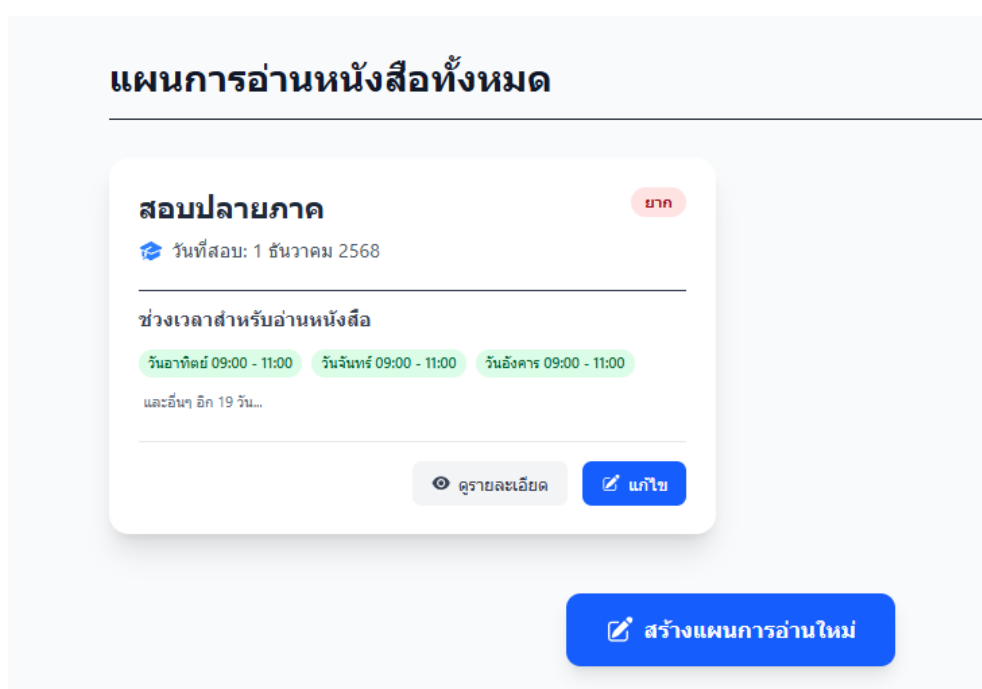 แผนการอ่านหนังสือทั้งหมด
สอบปลายภาค
ยาก
วันที่สอบ: 1 ธันวาคม 2568
ช่วงเวลาสำหรับอ่านหนังสือ
วันอาทิตย์ 09:00 - 11:00 วันจันทร์ 09:00 - 11:00 วันอังคาร 09:00 - 11:00
และอื่นๆ อีก 19 วัน...
ดูรายละเอียด แก้ไข
สร้างแผนการอ่านใหม่